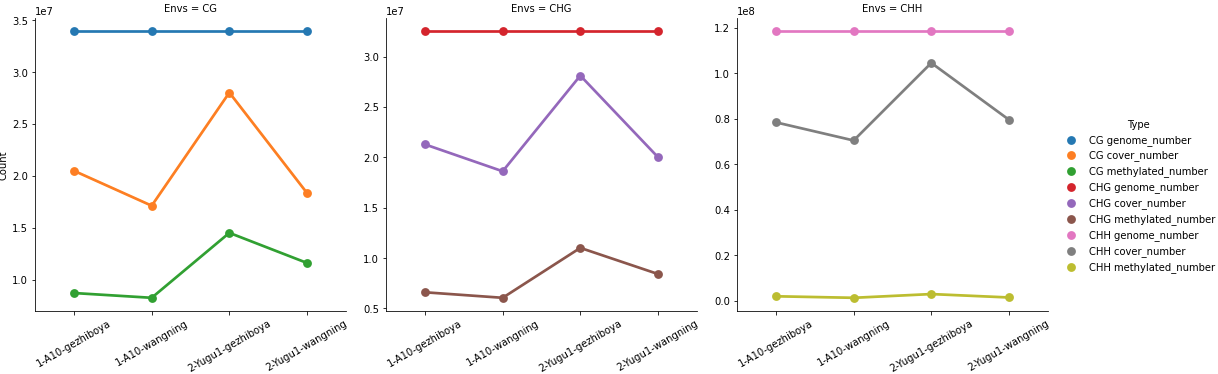 Envs = CG
1e7
3.5
3.0
2.5
2.0
1.5
1.0
Count
1-A10-gezhiboya
1-A10-wangning
2-Yugu1-gezhiboya
2-Yugu1-wangning
Envs = CHG
1e7
3.0
2.5
2.0
1.5
1.0
0.5
1-A10-gezhiboya
1-A10-wangning
2-Yugu1-gezhiboya
2-Yugu1-wangning
Envs = CHH
1e8
1.2
1.0
0.8
0.6
0.4
0.2
0.0
1-A10-gezhiboya
1-A10-wangning
2-Yugu1-gezhiboya
2-Yugu1-wangning
Type
CG genome_number
CG cover_number
CG methylated_number
CHG genome_number
CHG cover_number
CHG methylated_number
CHH genome_number
CHH cover_number
CHH methylated_number